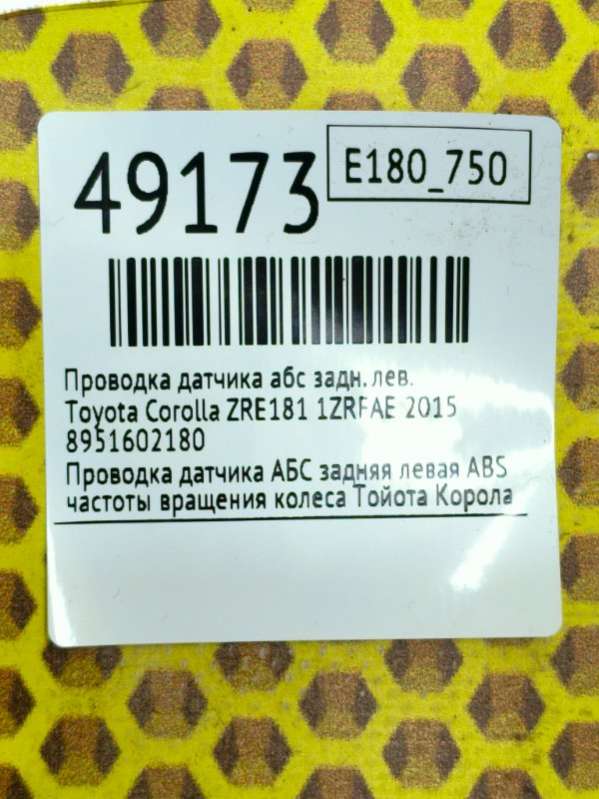 49173
E180_750
Проводка датчика абс задн. лев.
Toyota Corolla ZRE181 1ZRFAE 2015
8951602180
Проводка датчика АБС задняя левая ABS
частоты вращения колеса Тойота Корола